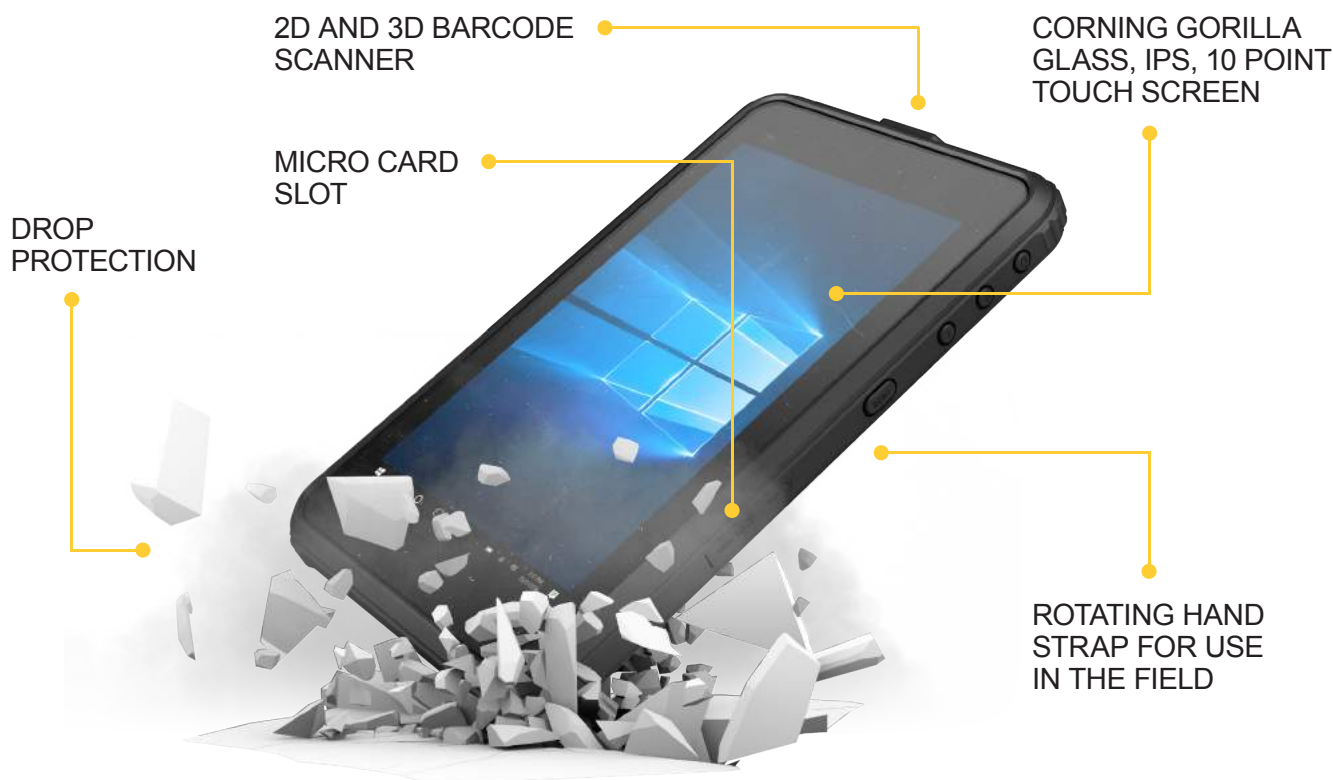 2D AND 3D BARCODE
SCANNER
CORNING GORILLA
GLASS, IPS, 10 POINT
TOUCH SCREEN
MICRO CARD
SLOT
DROP
PROTECTION
ROTATING HAND
STRAP FOR USE
IN THE FIELD